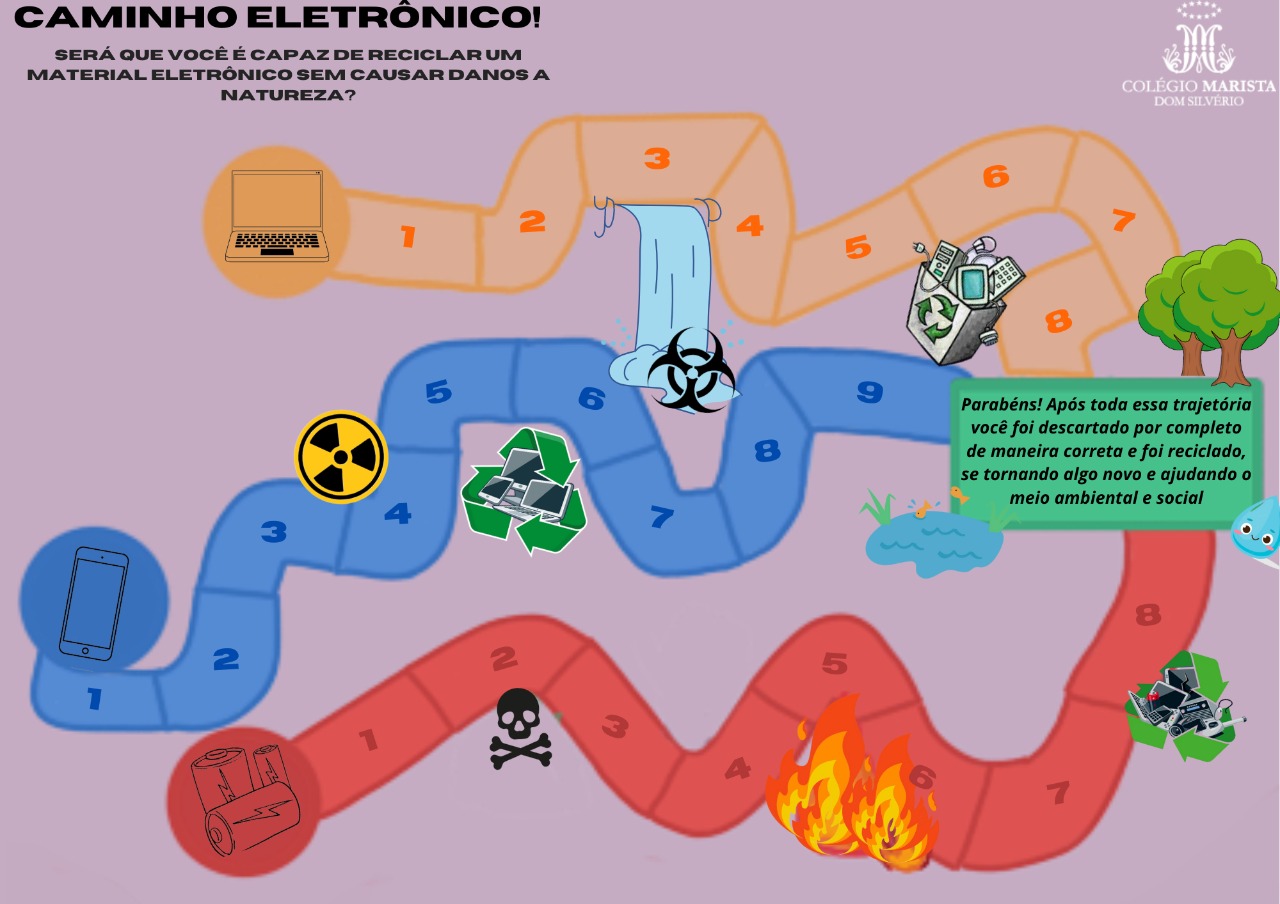 CAMINHO ELETRÔNICO!
SERÁ QUE VOCÊ É CAPAZ DE RECICLAR UM
MATERIAL ELETRÔNICO SEM CAUSAR DANOS A
NATUREZA?
COLÉGIO MARISTA
DOM SILVÉRIO
1
2
3
4
5
6
7
8
1
2
3
4
5
6
7
8
9
Parabéns! Após toda essa trajetória
você foi descartado por completo
de maneira correta e foi reciclado,
se tornando algo novo e ajudando o
meio ambiental e social
1
2
3
4
5
6
7
8